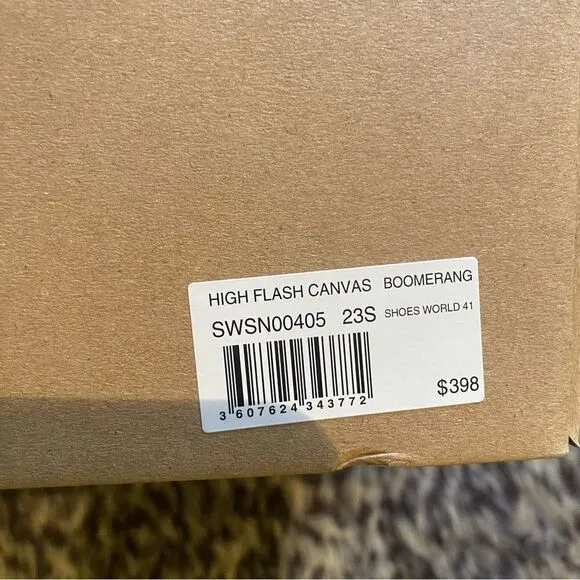 HIGH FLASH CANVAS BOOMERANG
SWSN00405 23S SHOES WORLD 41
3 607624 343772
$398